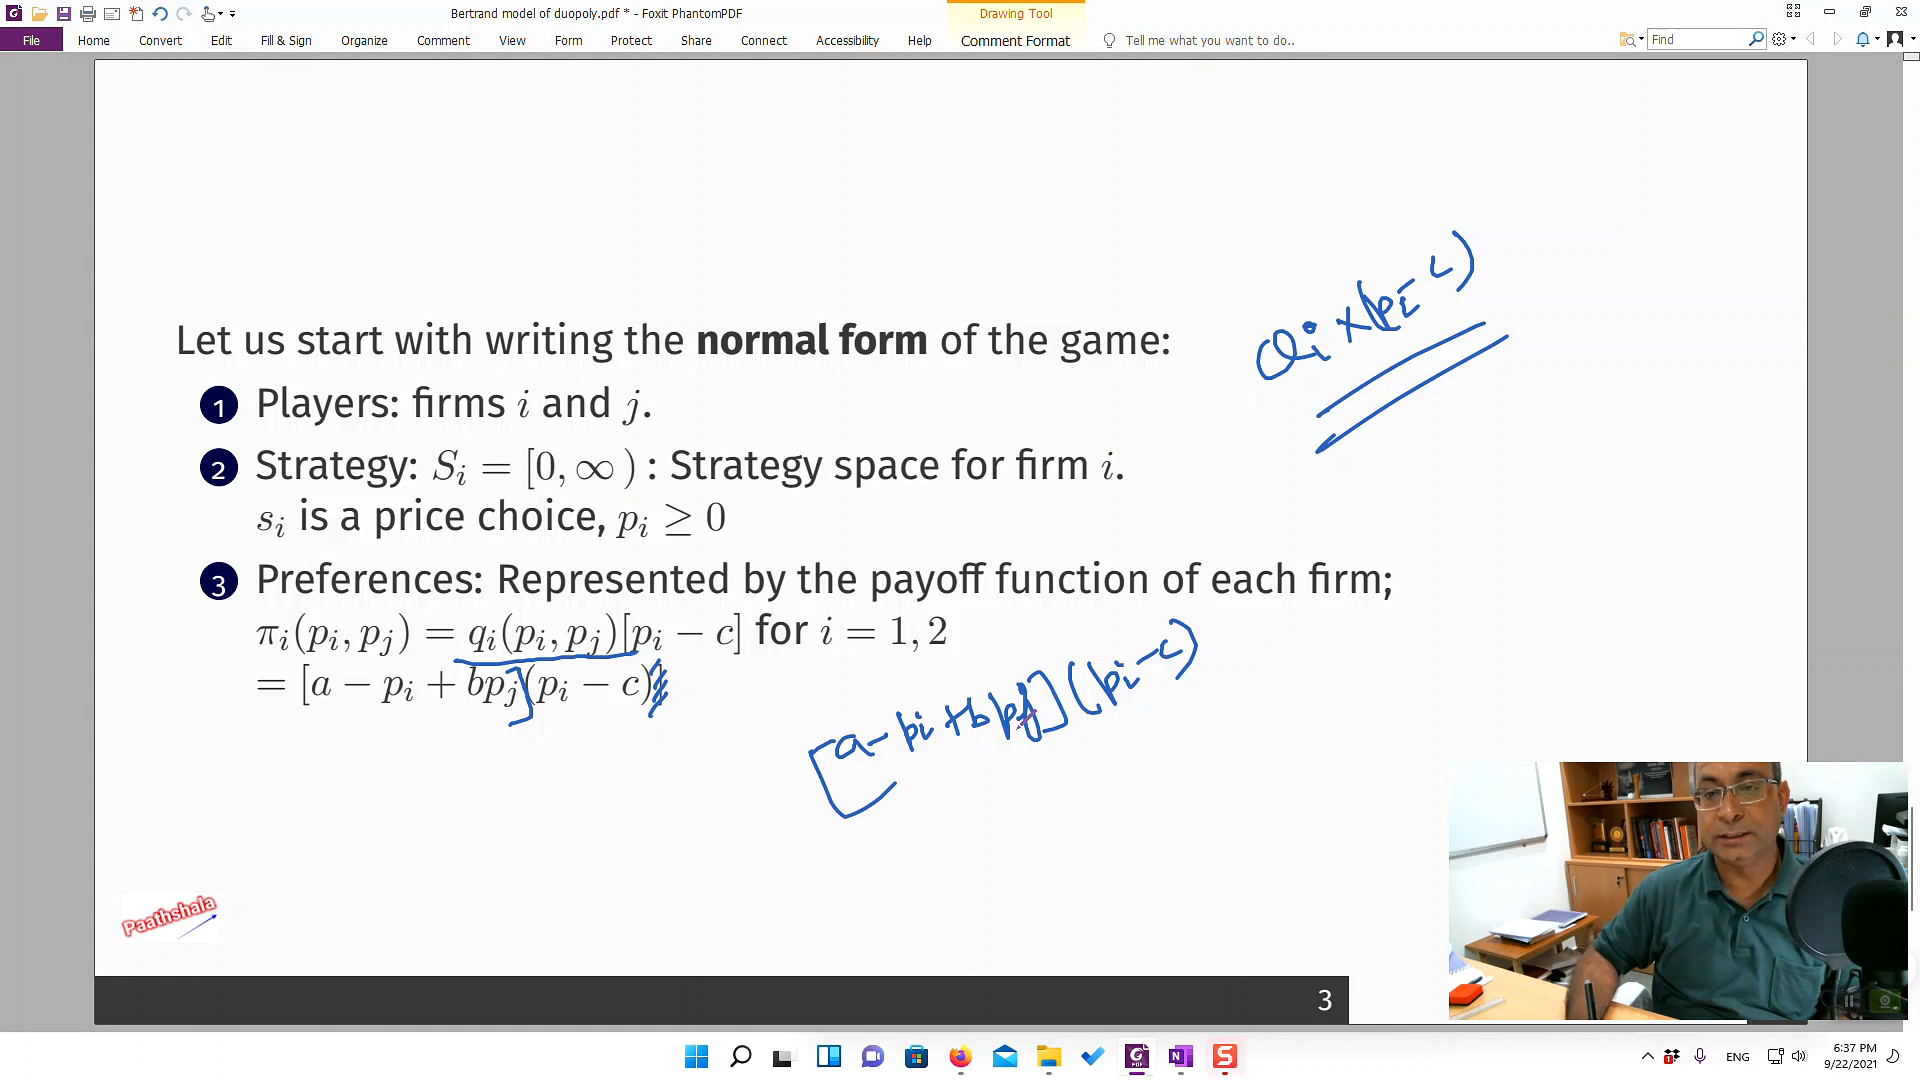 Bertrand model of duopoly.pdf * - Foxit PhantomPDF
Drawing Tool
File Home Convert Edit Fill & Sign Organize Comment View Form Protect Share Connect Accessibility Help Comment Format Tell me what you want to do.. Find
Qi × (pi - c)
Let us start with writing the normal form of the game:
1 Players: firms i and j.
2 Strategy: S_i = [0, ∞) : Strategy space for firm i.
s_i is a price choice, p_i ≥ 0
3 Preferences: Represented by the payoff function of each firm;
π_i(p_i, p_j) = q_i(p_i, p_j)[p_i − c] for i = 1, 2
= [a − p_i + bp_j](p_i − c)]
[a - pi + bpj](pi - c)
Paathshala
3
ENG
6:37 PM
9/22/2021